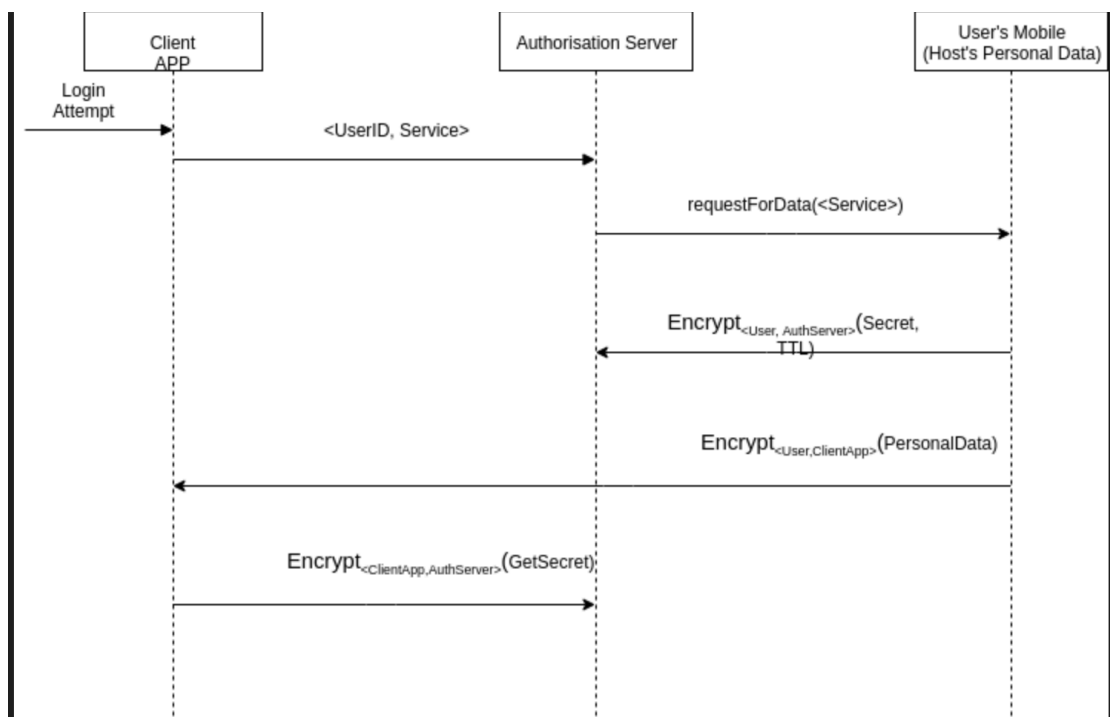 Client
APP
Authorisation Server
User's Mobile
(Host's Personal Data)
Login
Attempt
<UserID, Service>
requestForData(<Service>)
Encrypt<User, AuthServer>(Secret,
TTL)
Encrypt<User,ClientApp>(PersonalData)
Encrypt<ClientApp,AuthServer>(GetSecret)